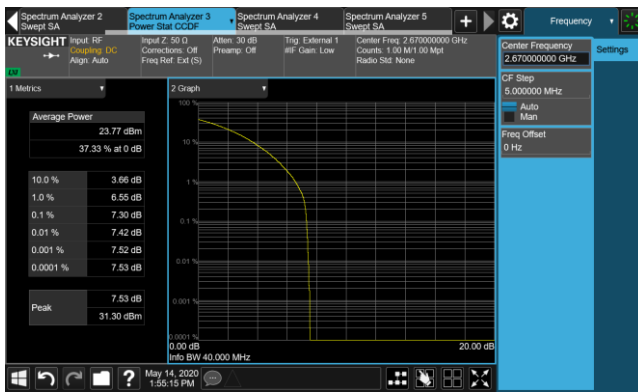 Spectrum Analyzer 2
Swept SA
Spectrum Analyzer 3
Power Stat CCDF
Spectrum Analyzer 4
Swept SA
Spectrum Analyzer 5
Swept SA
Frequency
KEYSIGHT
Input: RF
Coupling: DC
Align: Auto
Input Z: 50 Ω
Corrections: Off
Freq Ref: Ext (S)
Atten: 30 dB
Preamp: Off
Trig: External 1
#IF Gain: Low
Center Freq: 2.670000000 GHz
Counts: 1.00 M/1.00 Mpt
Radio Std: None
Center Frequency
2.670000000 GHz
Settings
CF Step
5.000000 MHz
Auto
Man
Freq Offset
0 Hz
1 Metrics
Average Power
23.77 dBm
37.33 % at 0 dB
10.0 % 3.66 dB
1.0 % 6.55 dB
0.1 % 7.30 dB
0.01 % 7.42 dB
0.001 % 7.52 dB
0.0001 % 7.53 dB
Peak 7.53 dB
31.30 dBm
2 Graph
100 %
10 %
1 %
0.1 %
0.01 %
0.001 %
0.0001 %
0.00 dB 20.00 dB
Info BW 40.000 MHz
?
May 14, 2020
1:55:15 PM